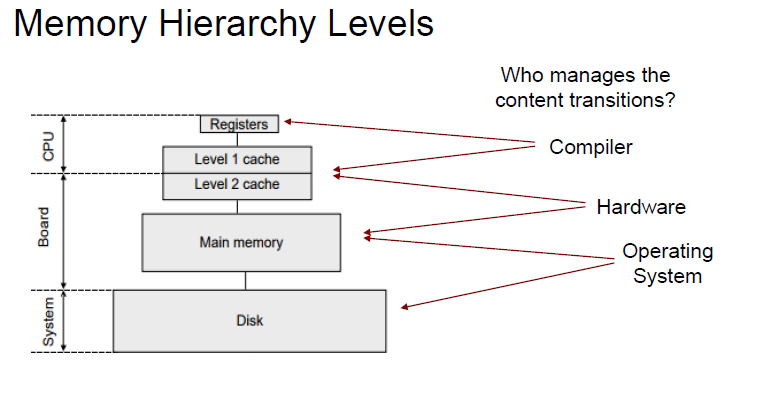 Memory Hierarchy Levels
Who manages the
content transitions?
Registers
CPU
Level 1 cache
Compiler
Level 2 cache
Hardware
Board
Main memory
Operating
System
System
Disk